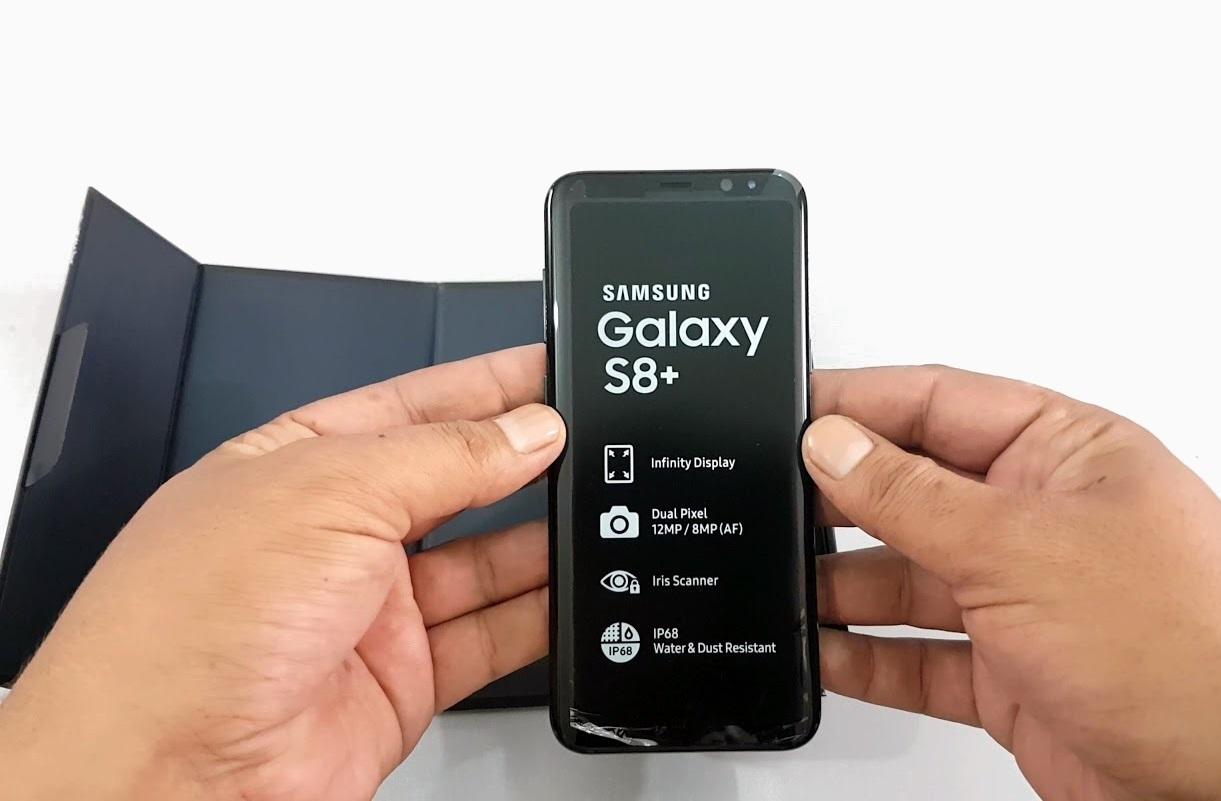 SAMSUNG
Galaxy
S8+
Infinity Display
Dual Pixel
12MP / 8MP (AF)
Iris Scanner
IP68
IP68
Water & Dust Resistant